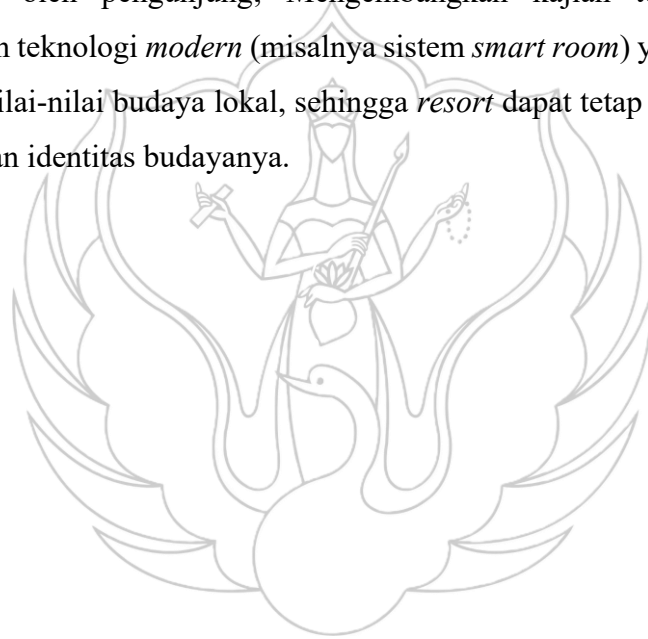 oleh pengunjung, Mengembangkan kajian
teknologi modern (misalnya sistem smart room)
ilai-nilai budaya lokal, sehingga resort dapat tetap
an identitas budayanya.